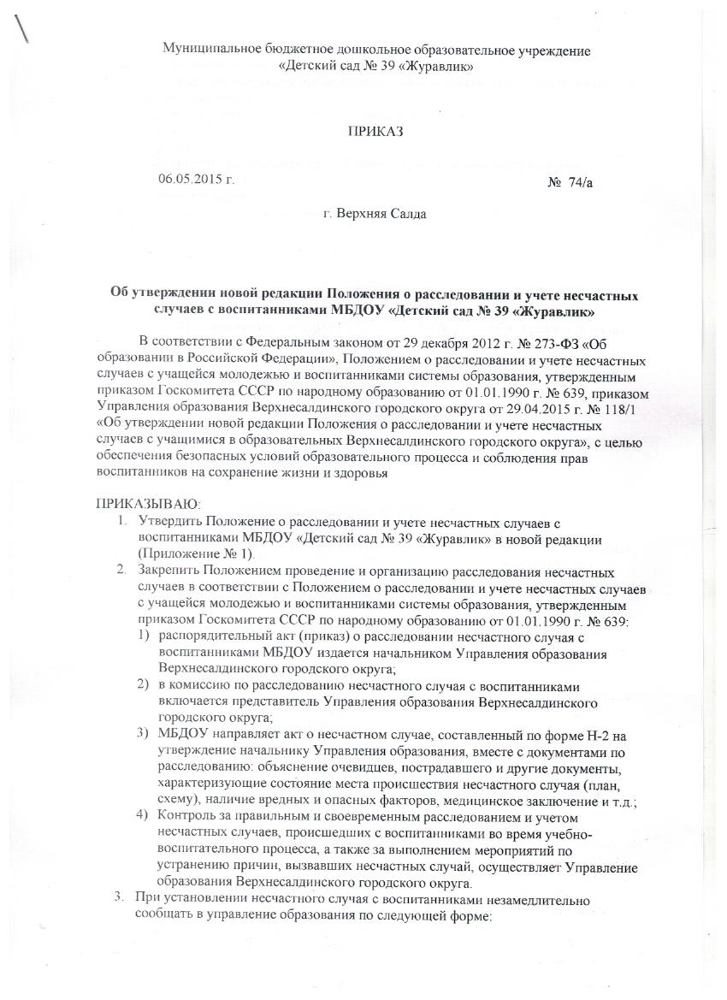 Муниципальное бюджетное дошкольное образовательное учреждение
«Детский сад № 39 «Журавлик»
ПРИКАЗ
06.05.2015 г.
№ 74/а
г. Верхняя Салда
Об утверждении новой редакции Положения о расследовании и учете несчастных
случаев с воспитанниками МБДОУ «Детский сад № 39 «Журавлик»
В соответствии с Федеральным законом от 29 декабря 2012 г. № 273-ФЗ «Об
образовании в Российской Федерации», Положением о расследовании и учете несчастных
случаев с учащейся молодежью и воспитанниками системы образования, утвержденным
приказом Госкомитета СССР по народному образованию от 01.01.1990 г. № 639, приказом
Управления образования Верхнесалдинского городского округа от 29.04.2015 г. № 118/1
«Об утверждении новой редакции Положения о расследовании и учете несчастных
случаев с учащимися в образовательных Верхнесалдинского городского округа», с целью
обеспечения безопасных условий образовательного процесса и соблюдения прав
воспитанников на сохранение жизни и здоровья
ПРИКАЗЫВАЮ:
1. Утвердить Положение о расследовании и учете несчастных случаев с
воспитанниками МБДОУ «Детский сад № 39 «Журавлик» в новой редакции
(Приложение № 1).
2. Закрепить Положением проведение и организацию расследования несчастных
случаев в соответствии с Положением о расследовании и учете несчастных случаев
с учащейся молодежью и воспитанниками системы образования, утвержденным
приказом Госкомитета СССР по народному образованию от 01.01.1990 г. № 639:
1) распорядительный акт (приказ) о расследовании несчастного случая с
воспитанниками МБДОУ издается начальником Управления образования
Верхнесалдинского городского округа;
2) в комиссию по расследованию несчастного случая с воспитанниками
включается представитель Управления образования Верхнесалдинского
городского округа;
3) МБДОУ направляет акт о несчастном случае, составленный по форме Н-2 на
утверждение начальнику Управления образования, вместе с документами по
расследованию: объяснение очевидцев, пострадавшего и другие документы,
характеризующие состояние места происшествия несчастного случая (план,
схему), наличие вредных и опасных факторов, медицинское заключение и т.д.;
4) Контроль за правильным и своевременным расследованием и учетом
несчастных случаев, происшедших с воспитанниками во время учебно-
воспитательного процесса, а также за выполнением мероприятий по
устранению причин, вызвавших несчастных случай, осуществляет Управление
образования Верхнесалдинского городского округа.
3. При установлении несчастного случая с воспитанниками незамедлительно
сообщать в управление образования по следующей форме: